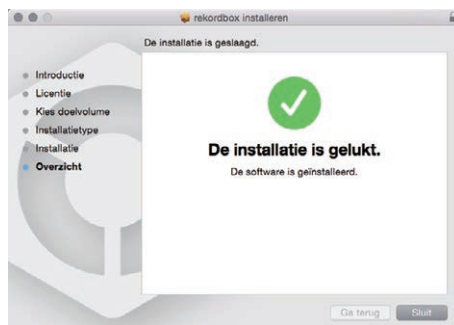 rekordbox installeren
De installatie is geslaagd.
Introductie
Licentie
Kies doelvolume
Installatietype
Installatie
Overzicht
De installatie is gelukt.
De software is geïnstalleerd.
Ga terug
Sluit